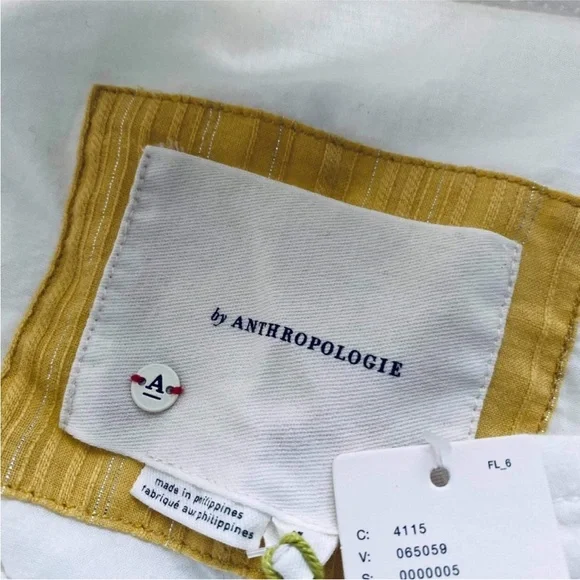 by ANTHROPOLOGIE
A
made in philippines
fabriqué aux philippines
FL_6
C: 4115
V: 065059
S: 0000005